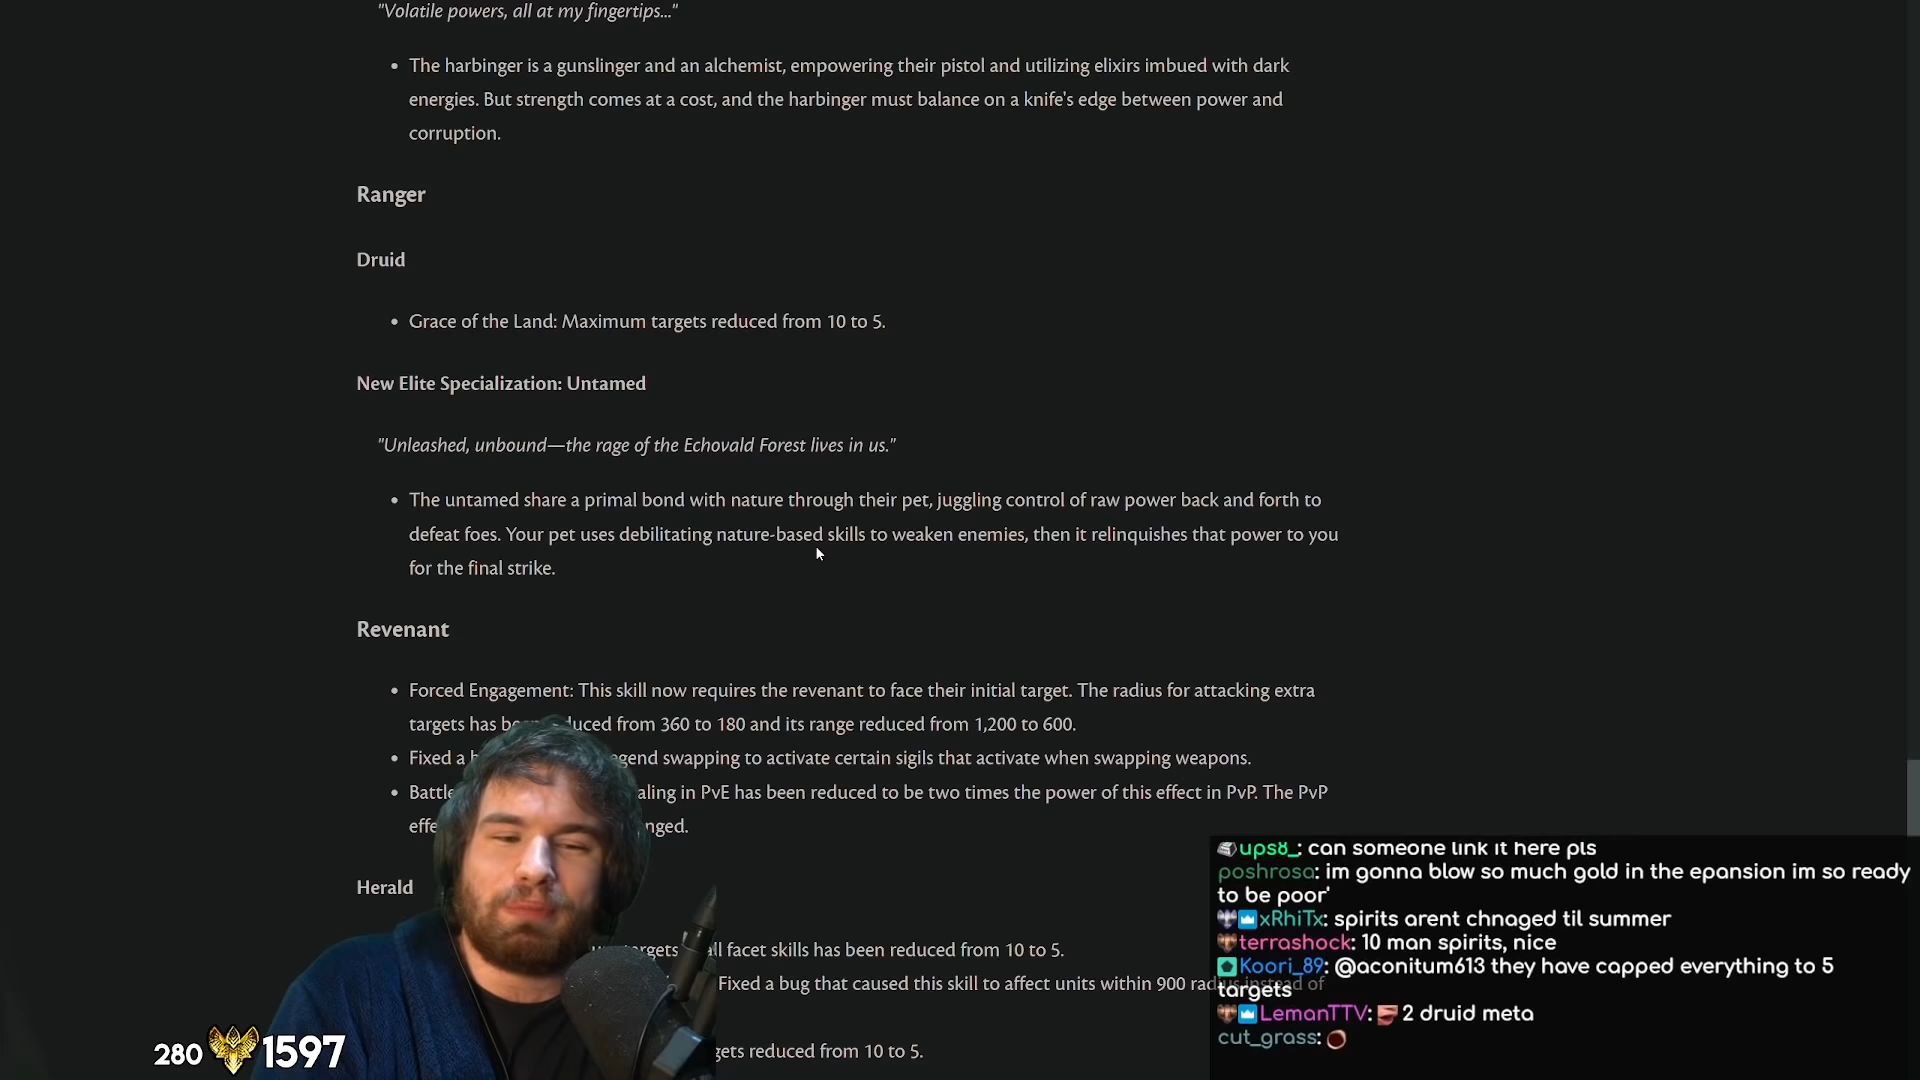 "Volatile powers, all at my fingertips..."
• The harbinger is a gunslinger and an alchemist, empowering their pistol and utilizing elixirs imbued with dark
energies. But strength comes at a cost, and the harbinger must balance on a knife's edge between power and
corruption.
Ranger
Druid
• Grace of the Land: Maximum targets reduced from 10 to 5.
New Elite Specialization: Untamed
"Unleashed, unbound—the rage of the Echovald Forest lives in us."
• The untamed share a primal bond with nature through their pet, juggling control of raw power back and forth to
defeat foes. Your pet uses debilitating nature-based skills to weaken enemies, then it relinquishes that power to you
for the final strike.
Revenant
• Forced Engagement: This skill now requires the revenant to face their initial target. The radius for attacking extra
targets has from 360 to 180 and its range reduced from 1,200 to 600.
• Fixed a swapping to activate certain sigils that activate when swapping weapons.
• in PvE has been reduced to be two times the power of this effect in PvP. The PvP
Herald
facet skills has been reduced from 10 to 5.
Fixed a bug that caused this skill to affect units within 900 radius instead of
reduced from 10 to 5.
ups8_: can someone link it here pls
poshrosa: im gonna blow so much gold in the epansion im so ready
to be poor'
xRhiTx: spirits arent chnaged til summer
terrashock: 10 man spirits, nice
Koori_89: @aconitum613 they have capped everything to 5
targets
LemanTTV: 2 druid meta
cut_grass:
280 1597